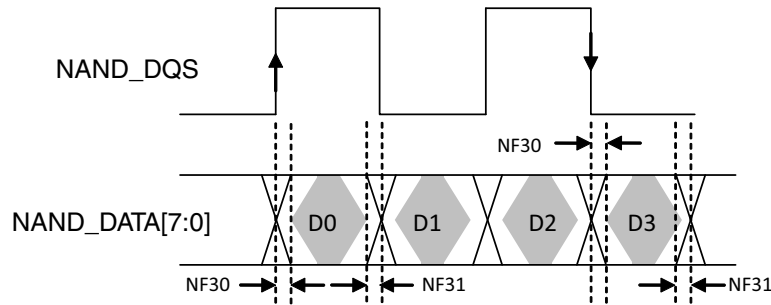 NAND_DQS
NF30
NAND_DATA[7:0] D0 D1 D2 D3
NF30 NF31 NF31